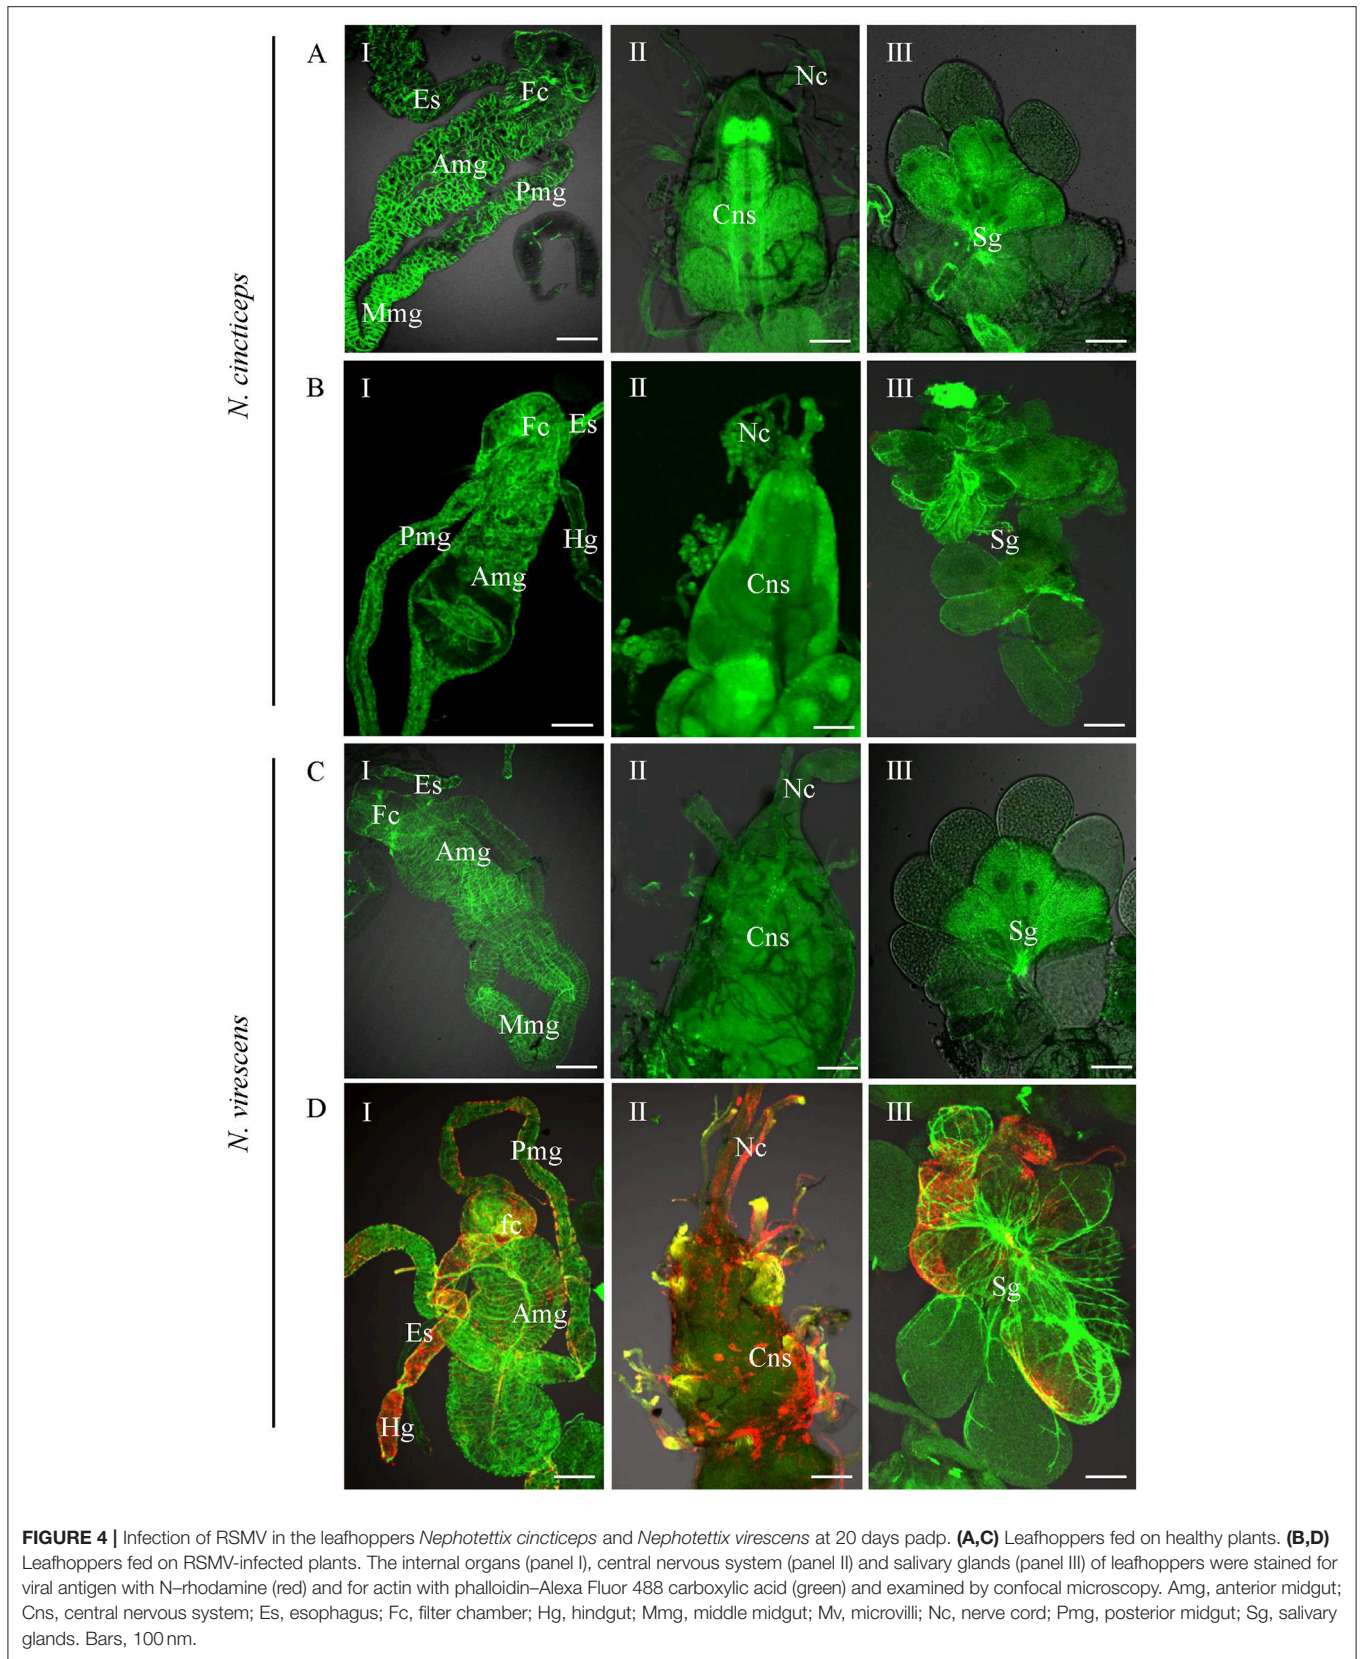 A
I
Es
Fc
Amg
Pmg
Mmg
II
Nc
Cns
III
Sg
N. cincticeps
B
I
Fc
Es
Pmg
Hg
Amg
II
Nc
Cns
III
Sg
C
I
Es
Fc
Amg
Mmg
II
Nc
Cns
III
Sg
N. virescens
D
I
Pmg
fc
Amg
Es
Hg
II
Nc
Cns
III
Sg
FIGURE 4 | Infection of RSMV in the leafhoppers Nephotettix cincticeps and Nephotettix virescens at 20 days padp. (A,C) Leafhoppers fed on healthy plants. (B,D)
Leafhoppers fed on RSMV-infected plants. The internal organs (panel I), central nervous system (panel II) and salivary glands (panel III) of leafhoppers were stained for
viral antigen with N–rhodamine (red) and for actin with phalloidin–Alexa Fluor 488 carboxylic acid (green) and examined by confocal microscopy. Amg, anterior midgut;
Cns, central nervous system; Es, esophagus; Fc, filter chamber; Hg, hindgut; Mmg, middle midgut; Mv, microvilli; Nc, nerve cord; Pmg, posterior midgut; Sg, salivary
glands. Bars, 100 nm.